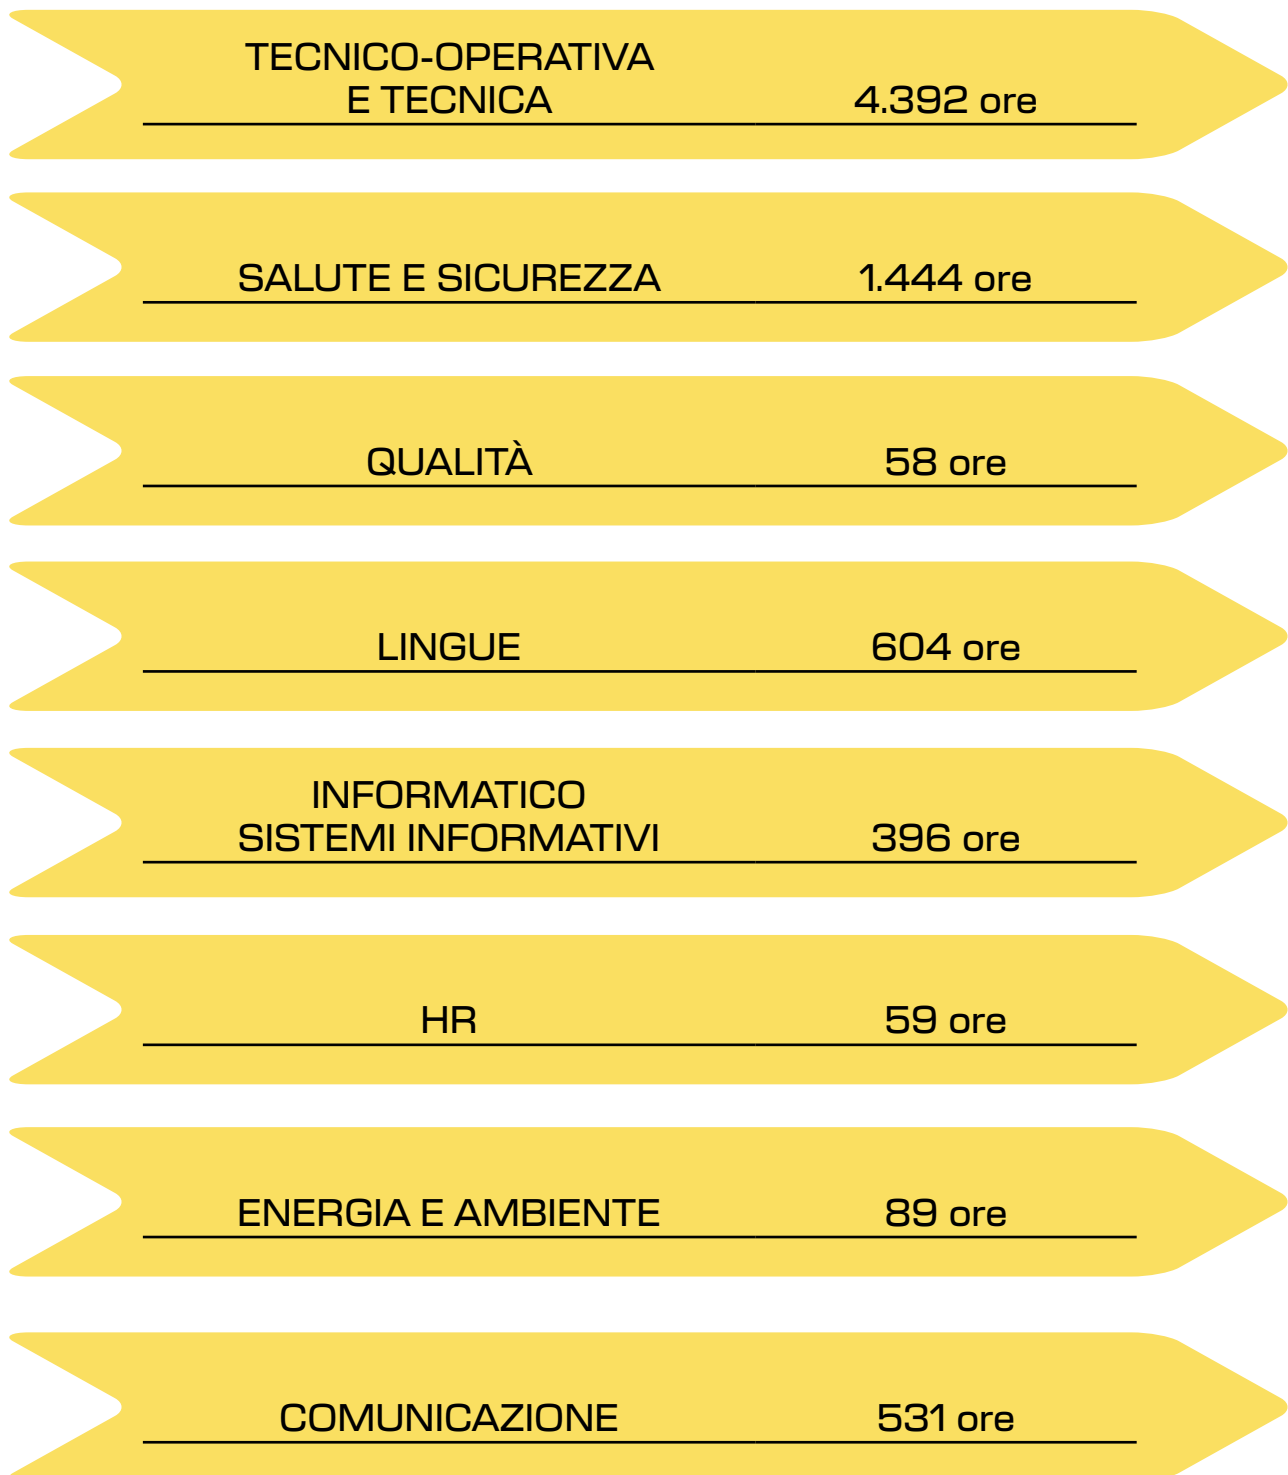 TECNICO-OPERATIVA
E TECNICA 4.392 ore
SALUTE E SICUREZZA 1.444 ore
QUALITÀ 58 ore
LINGUE 604 ore
INFORMATICO
SISTEMI INFORMATIVI 396 ore
HR 59 ore
ENERGIA E AMBIENTE 89 ore
COMUNICAZIONE 531 ore